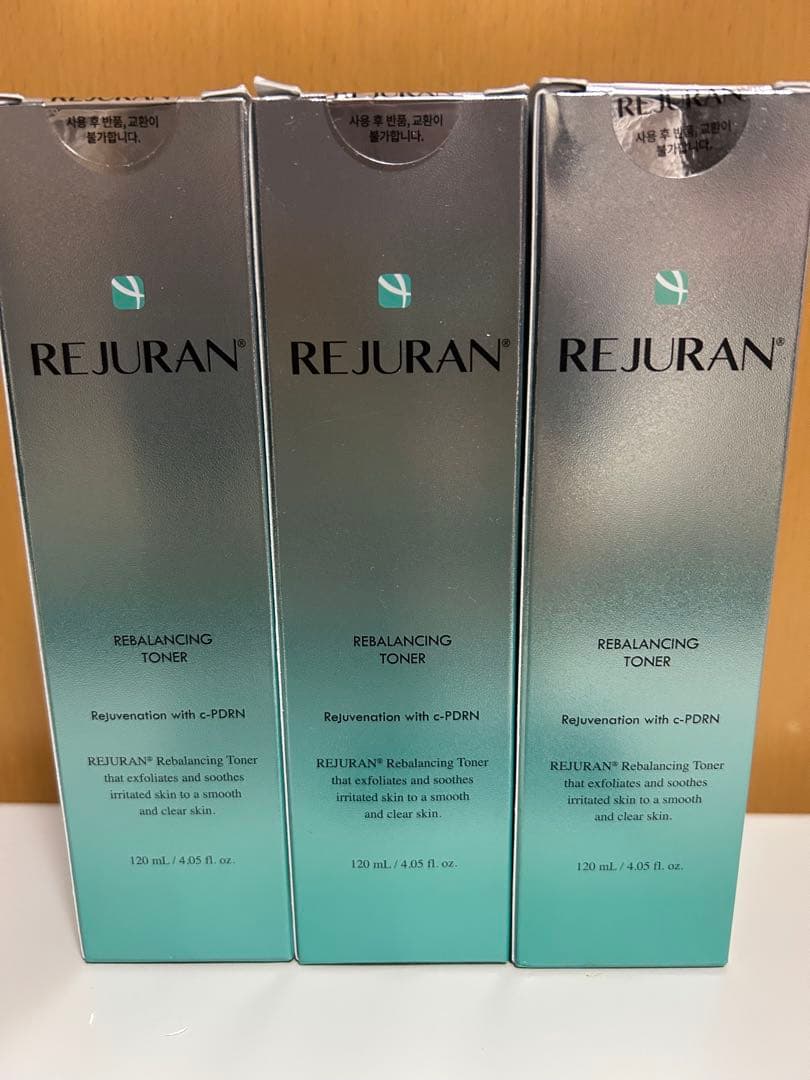 REJURAN
사용 후 반품, 교환이
불가합니다.
REJURAN®
REBALANCING
TONER
Rejuvenation with c-PDRN
REJURAN® Rebalancing Toner
that exfoliates and soothes
irritated skin to a smooth
and clear skin.
120 mL / 4.05 fl. oz.
REJURAN
사용 후 반품, 교환이
불가합니다.
REJURAN®
REBALANCING
TONER
Rejuvenation with c-PDRN
REJURAN® Rebalancing Toner
that exfoliates and soothes
irritated skin to a smooth
and clear skin.
120 mL / 4.05 fl. oz.
REJURAN
사용 후 반품, 교환이
불가합니다.
REJURAN®
REBALANCING
TONER
Rejuvenation with c-PDRN
REJURAN® Rebalancing Toner
that exfoliates and soothes
irritated skin to a smooth
and clear skin.
120 mL / 4.05 fl. oz.